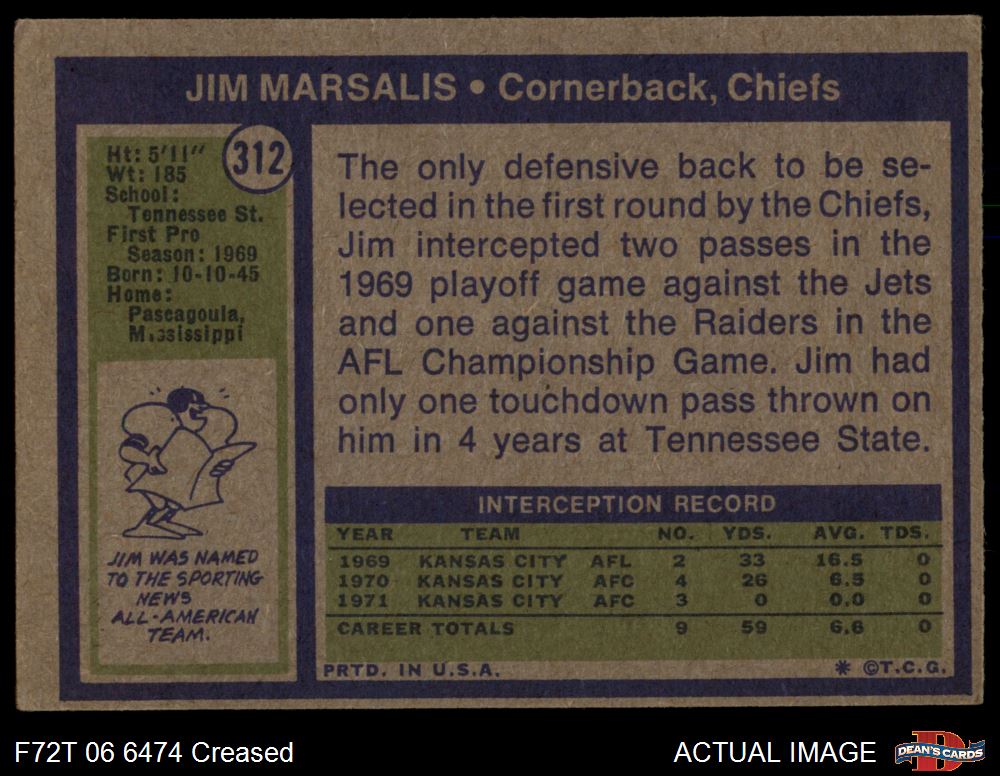 JIM MARSALIS • Cornerback, Chiefs
312
Ht: 5'11"
Wt: 185
School:
Tennessee St.
First Pro
Season: 1969
Born: 10-10-45
Home:
Pascagoula,
Mississippi
JIM WAS NAMED
TO THE SPORTING
NEWS
ALL-AMERICAN
TEAM.
The only defensive back to be se-
lected in the first round by the Chiefs,
Jim intercepted two passes in the
1969 playoff game against the Jets
and one against the Raiders in the
AFL Championship Game. Jim had
only one touchdown pass thrown on
him in 4 years at Tennessee State.
INTERCEPTION RECORD
YEAR TEAM NO. YDS. AVG. TDS.
1969 KANSAS CITY AFL 2 33 16.5 0
1970 KANSAS CITY AFC 4 26 6.5 0
1971 KANSAS CITY AFC 3 0 0.0 0
CAREER TOTALS 9 59 6.6 0
PRTD. IN U.S.A. * ©T.C.G.
F72T 06 6474 Creased
ACTUAL IMAGE
D
DEAN'S CARDS